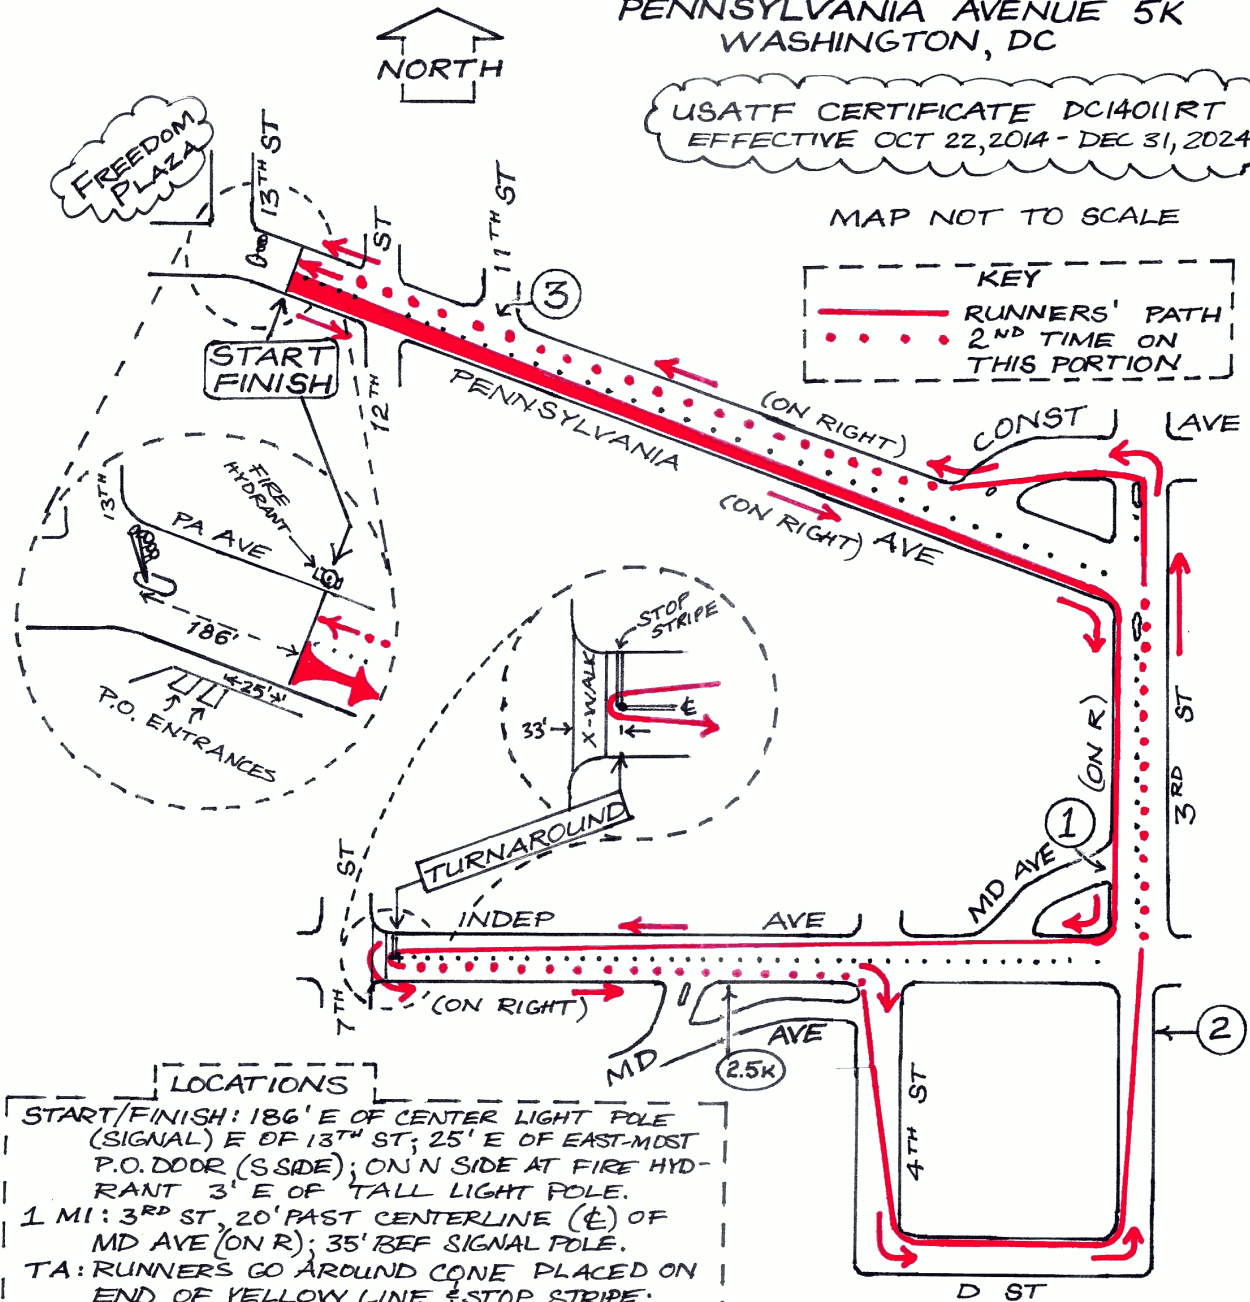 PENNSYLVANIA AVENUE 5K
WASHINGTON, DC
NORTH
USATF CERTIFICATE DC14011RT
EFFECTIVE OCT 22, 2014 - DEC 31, 2024
MAP NOT TO SCALE
KEY
RUNNERS' PATH
2ND TIME ON
THIS PORTION
FREEDOM
PLAZA
13TH ST
ST
12TH
11TH ST
3
START
FINISH
PENNSYLVANIA
AVE
(ON RIGHT)
(ON RIGHT)
CONST
AVE
13TH
PA AVE
FIRE
HYDRANT
186'
25'
P.O. ENTRANCES
STOP
STRIPE
X-WALK
33'
℄
TURNAROUND
(ON R)
3RD
ST
1
MD AVE
ST
7TH
INDEP
AVE
(ON RIGHT)
MD
AVE
2.5K
2
4TH ST
D ST
LOCATIONS
START/FINISH: 186' E OF CENTER LIGHT POLE
(SIGNAL) E OF 13TH ST; 25' E OF EAST-MOST
P.O. DOOR (S SIDE); ON N SIDE AT FIRE HYD-
RANT 3' E OF TALL LIGHT POLE.
1 MI: 3RD ST, 20' PAST CENTERLINE (℄) OF
MD AVE (ON R); 35' BEF SIGNAL POLE.
TA: RUNNERS GO AROUND CONE PLACED ON
END OF YELLOW LINE & STOP STRIPE;